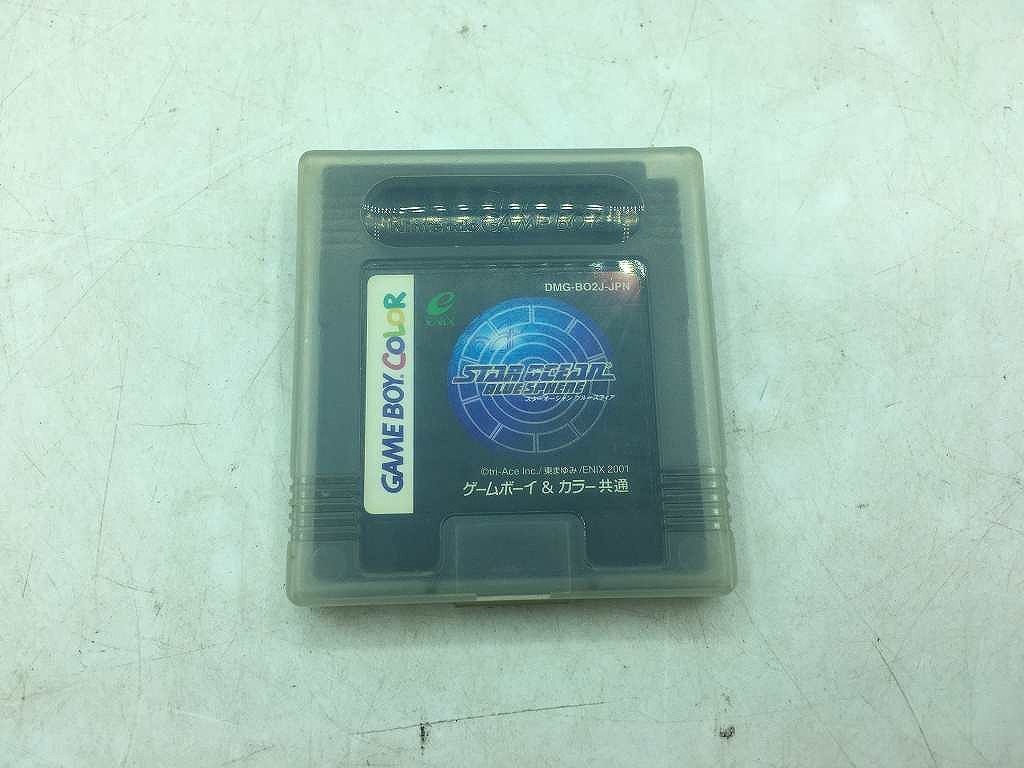 Nintendo GAME BOY
DMG-BO2J-JPN
GAME BOY COLOR
ENIX
STAR OCEAN
BLUE SPHERE
スターオーシャン ブルースフィア
©tri-Ace Inc./東まゆみ/ENIX 2001
ゲームボーイ & カラー共通